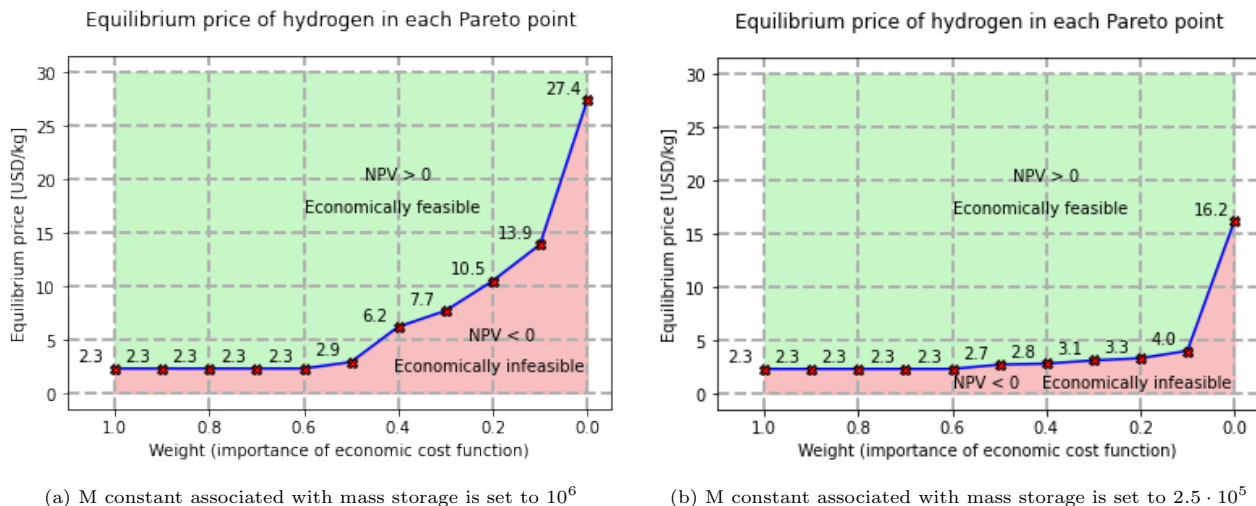 Equilibrium price of hydrogen in each Pareto point
30
25
20
15
10
5
0
Equilibrium price [USD/kg]
27.4
NPV > 0
Economically feasible
13.9
10.5
7.7
6.2
NPV < 0
2.3 2.3 2.3 2.3 2.3 2.9
Economically infeasible
1.0 0.8 0.6 0.4 0.2 0.0
Weight (importance of economic cost function)
(a) M constant associated with mass storage is set to 10⁶
Equilibrium price of hydrogen in each Pareto point
30
25
20
15
10
5
0
Equilibrium price [USD/kg]
NPV > 0
Economically feasible
16.2
2.3 2.3 2.3 2.3 2.3 2.7 2.8 3.1 3.3 4.0
NPV < 0 Economically infeasible
1.0 0.8 0.6 0.4 0.2 0.0
Weight (importance of economic cost function)
(b) M constant associated with mass storage is set to 2.5 · 10⁵